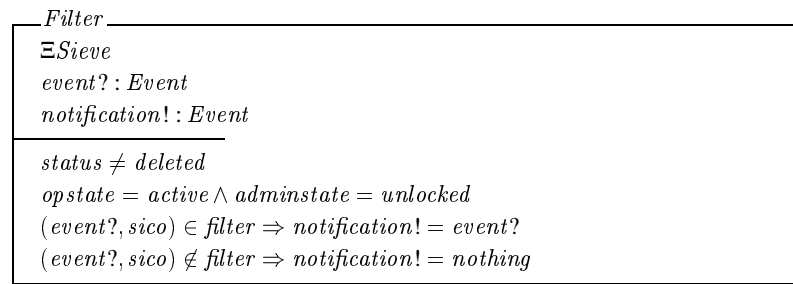 Filter
ΞSieve
event? : Event
notification! : Event
status ≠ deleted
opstate = active ∧ adminstate = unlocked
(event?, sico) ∈ filter ⇒ notification! = event?
(event?, sico) ∉ filter ⇒ notification! = nothing